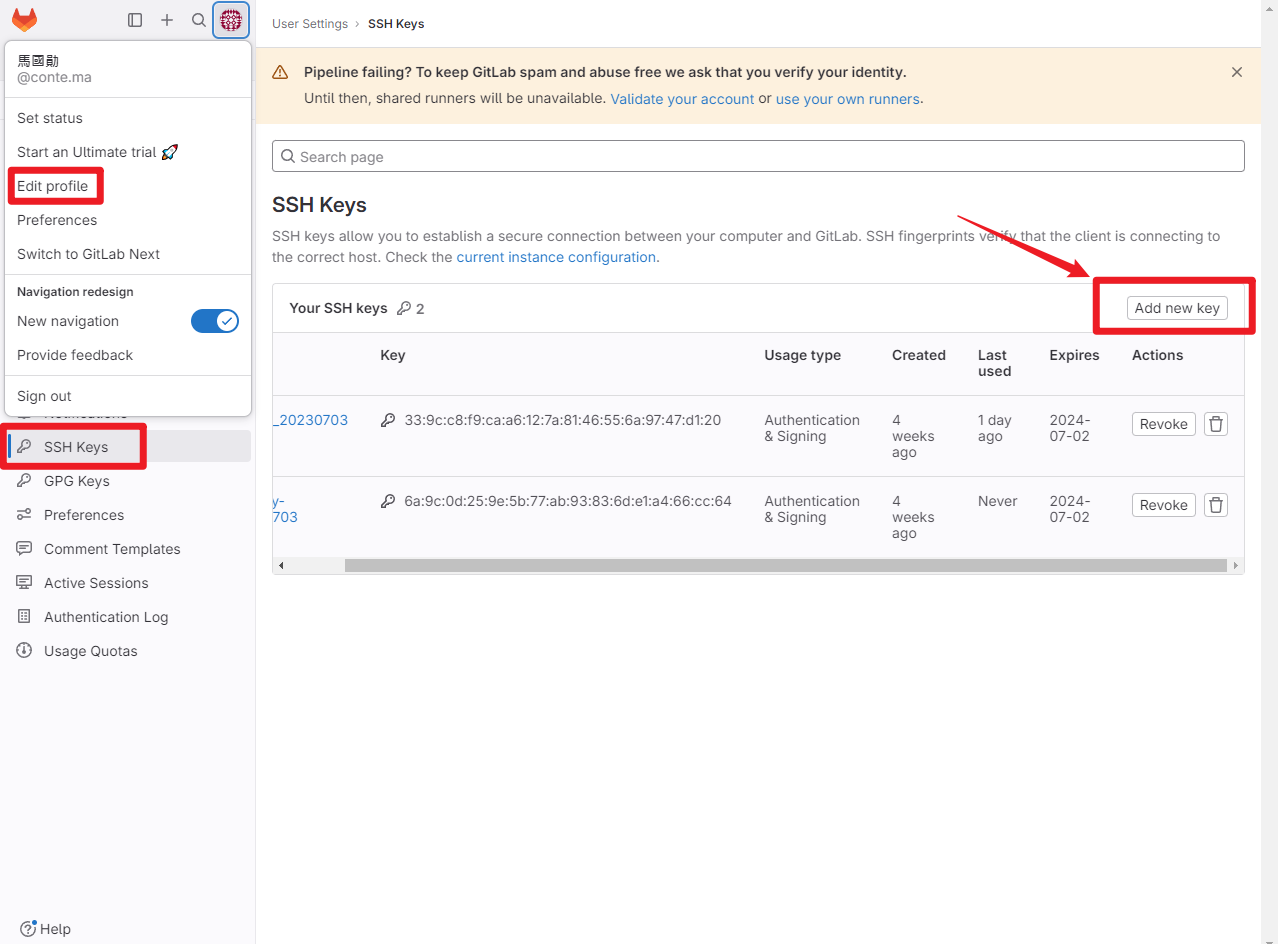 User Settings › SSH Keys
馬國勛
@conte.ma
Set status
Start an Ultimate trial 🚀
Edit profile
Preferences
Switch to GitLab Next
Navigation redesign
New navigation
Provide feedback
Sign out
SSH Keys
GPG Keys
Preferences
Comment Templates
Active Sessions
Authentication Log
Usage Quotas
Help
Pipeline failing? To keep GitLab spam and abuse free we ask that you verify your identity.
Until then, shared runners will be unavailable. Validate your account or use your own runners.
Search page
SSH Keys
SSH keys allow you to establish a secure connection between your computer and GitLab. SSH fingerprints verify that the client is connecting to
the correct host. Check the current instance configuration.
Your SSH keys 2
Add new key
Key
Usage type
Created
Last
used
Expires
Actions
_20230703
33:9c:c8:f9:ca:a6:12:7a:81:46:55:6a:97:47:d1:20
Authentication
& Signing
4
weeks
ago
1 day
ago
2024-
07-02
Revoke
y-
703
6a:9c:0d:25:9e:5b:77:ab:93:83:6d:e1:a4:66:cc:64
Authentication
& Signing
4
weeks
ago
Never
2024-
07-02
Revoke